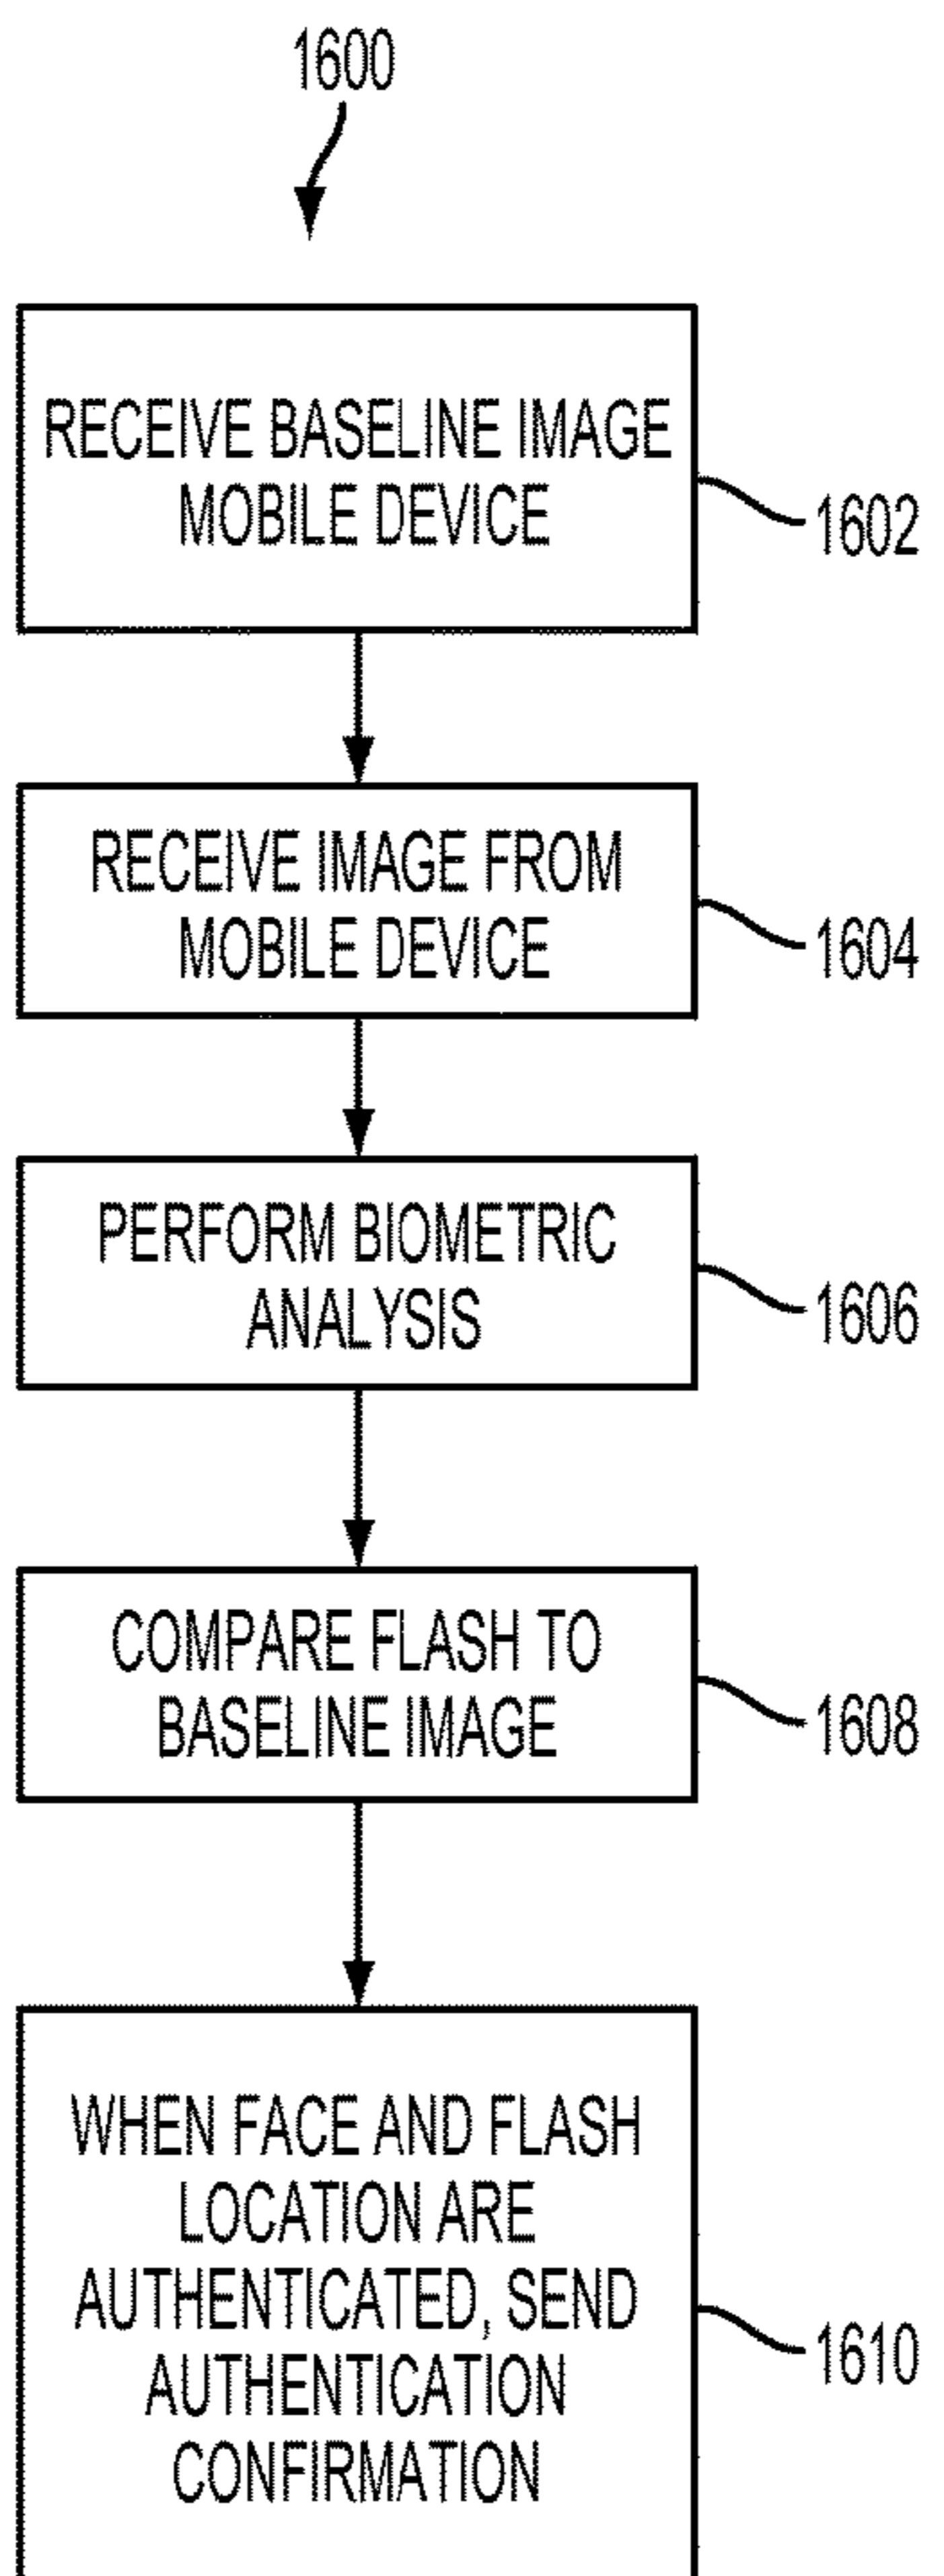 1600
RECEIVE BASELINE IMAGE
MOBILE DEVICE
1602
RECEIVE IMAGE FROM
MOBILE DEVICE
1604
PERFORM BIOMETRIC
ANALYSIS
1606
COMPARE FLASH TO
BASELINE IMAGE
1608
WHEN FACE AND FLASH
LOCATION ARE
AUTHENTICATED, SEND
AUTHENTICATION
CONFIRMATION
1610